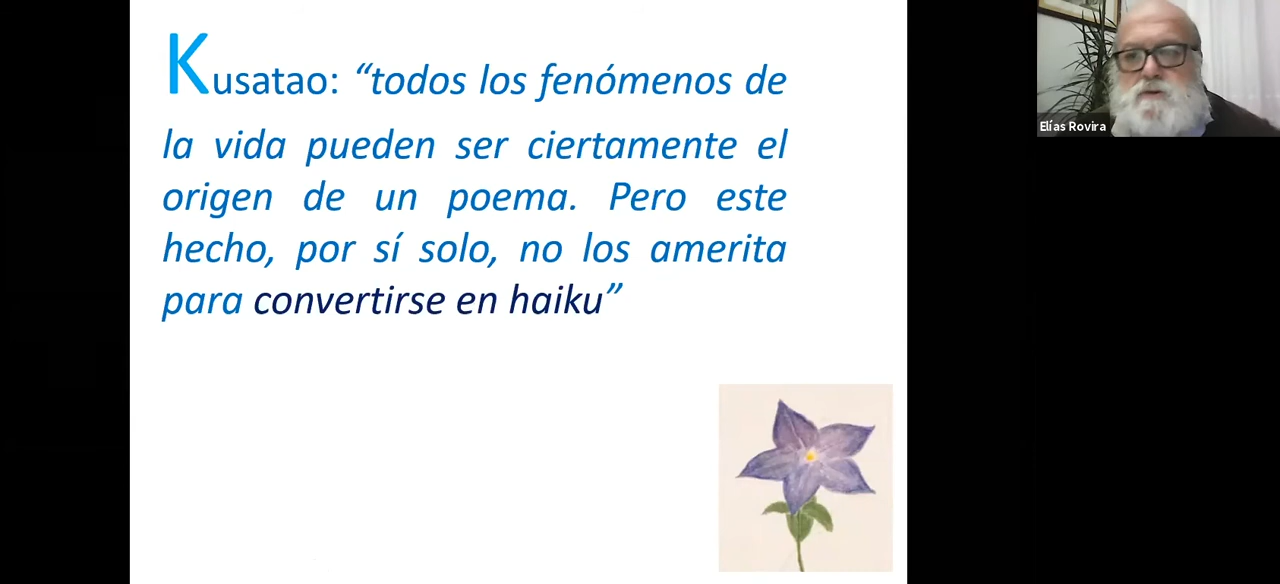 Kusatao: “todos los fenómenos de
la vida pueden ser ciertamente el
origen de un poema. Pero este
hecho, por sí solo, no los amerita
para convertirse en haiku”
Elías Rovira